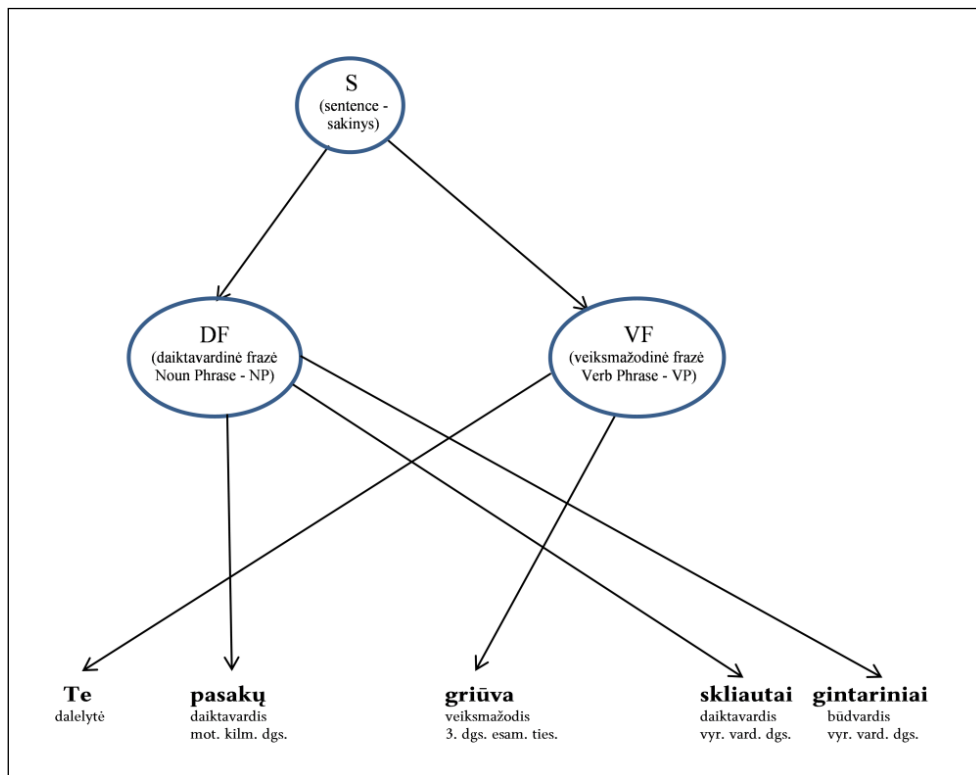 S
(sentence -
sakinys)
DF
(daiktavardinė frazė
Noun Phrase - NP)
VF
(veiksmažodinė frazė
Verb Phrase - VP)
Te
dalelytė
pasakų
daiktavardis
mot. kilm. dgs.
griūva
veiksmažodis
3. dgs. esam. ties.
skliautai
daiktavardis
vyr. vard. dgs.
gintariniai
būdvardis
vyr. vard. dgs.